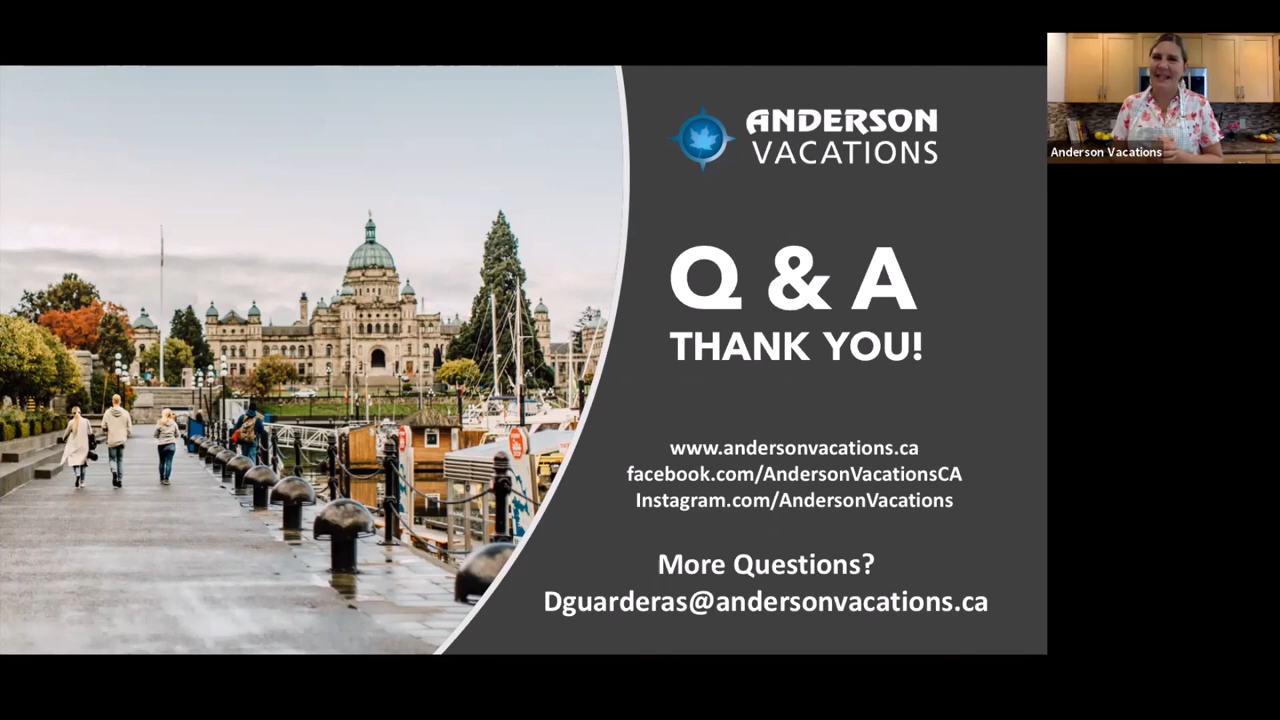 ANDERSON
VACATIONS
Q & A
THANK YOU!
www.andersonvacations.ca
facebook.com/AndersonVacationsCA
Instagram.com/AndersonVacations
More Questions?
Dguarderas@andersonvacations.ca
Anderson Vacations